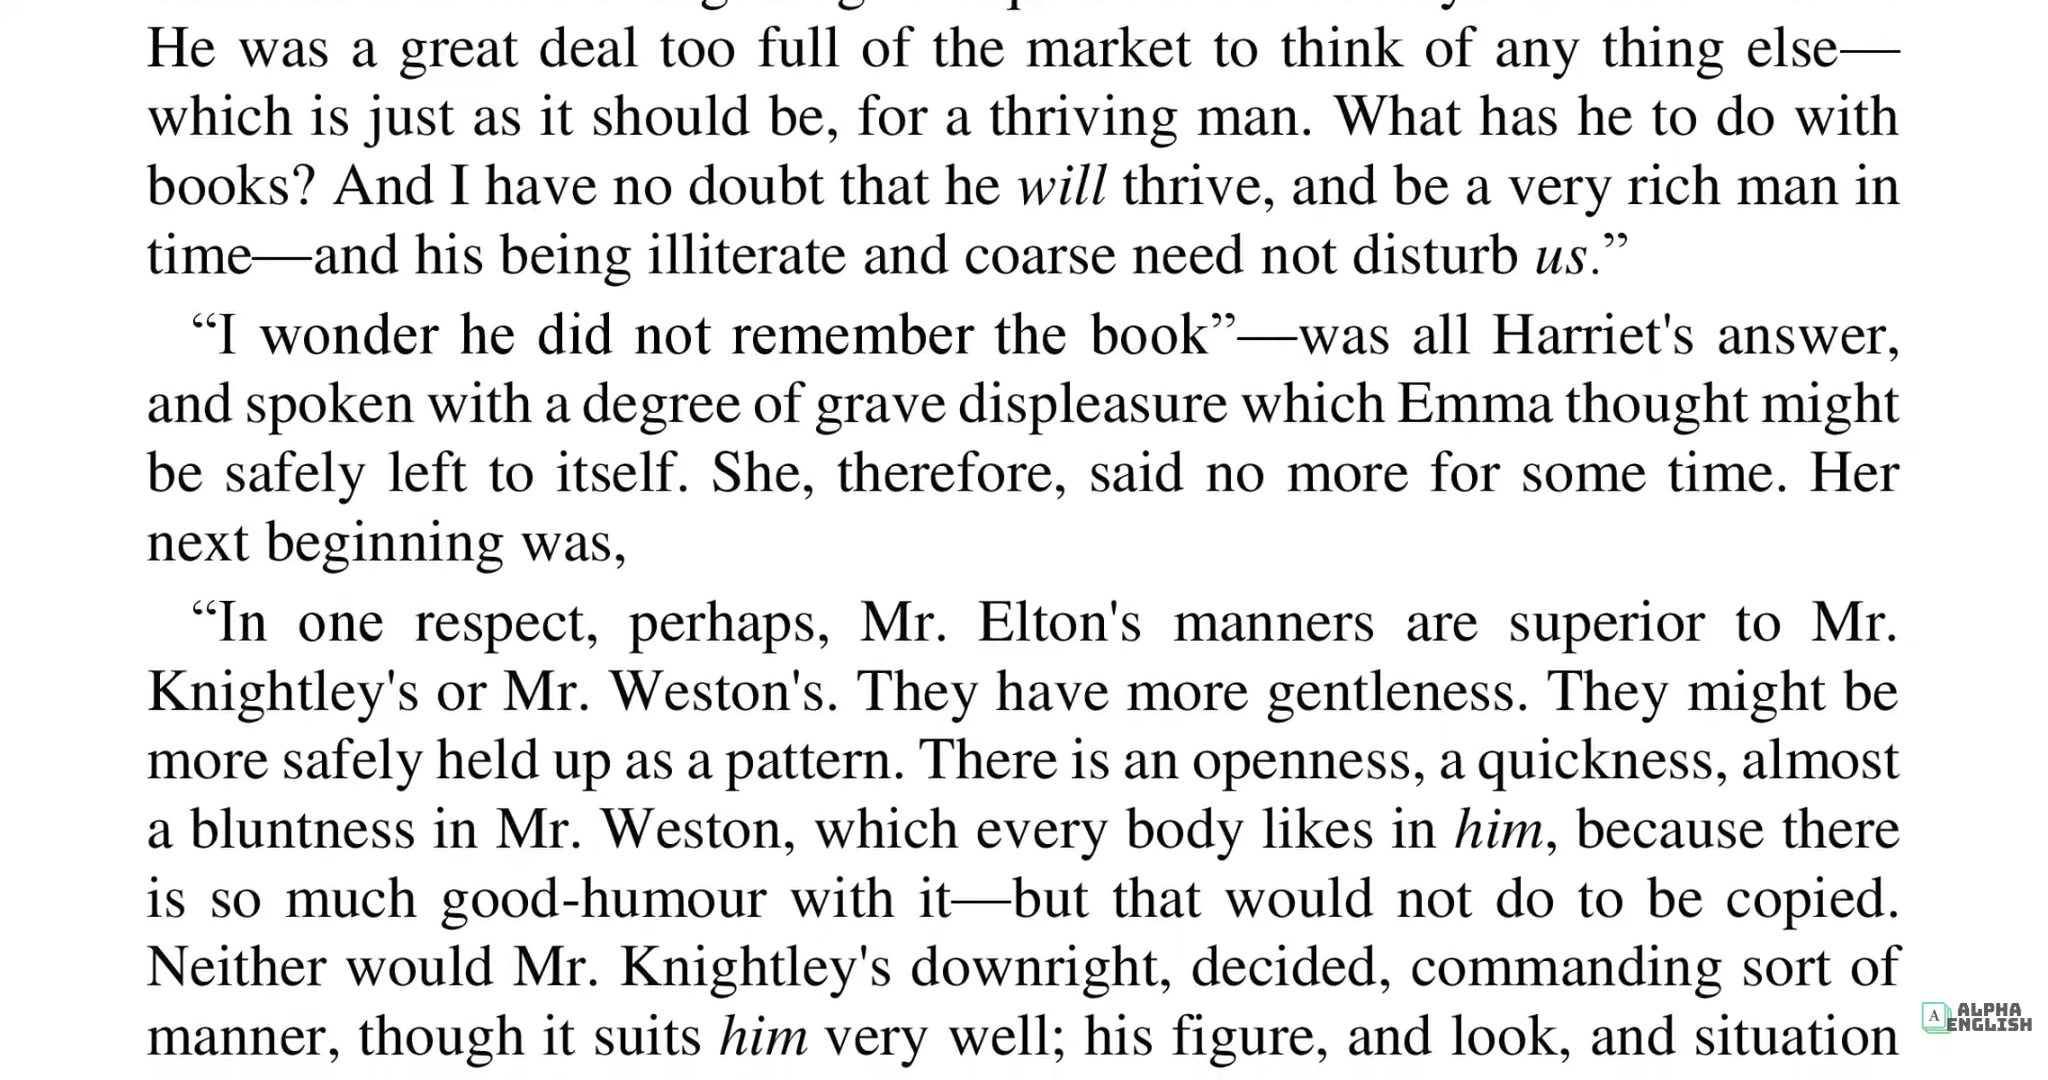 He was a great deal too full of the market to think of any thing else—
which is just as it should be, for a thriving man. What has he to do with
books? And I have no doubt that he will thrive, and be a very rich man in
time—and his being illiterate and coarse need not disturb us.”
“I wonder he did not remember the book”—was all Harriet's answer,
and spoken with a degree of grave displeasure which Emma thought might
be safely left to itself. She, therefore, said no more for some time. Her
next beginning was,
“In one respect, perhaps, Mr. Elton's manners are superior to Mr.
Knightley's or Mr. Weston's. They have more gentleness. They might be
more safely held up as a pattern. There is an openness, a quickness, almost
a bluntness in Mr. Weston, which every body likes in him, because there
is so much good-humour with it—but that would not do to be copied.
Neither would Mr. Knightley's downright, decided, commanding sort of
manner, though it suits him very well; his figure, and look, and situation
A ALPHA
ENGLISH